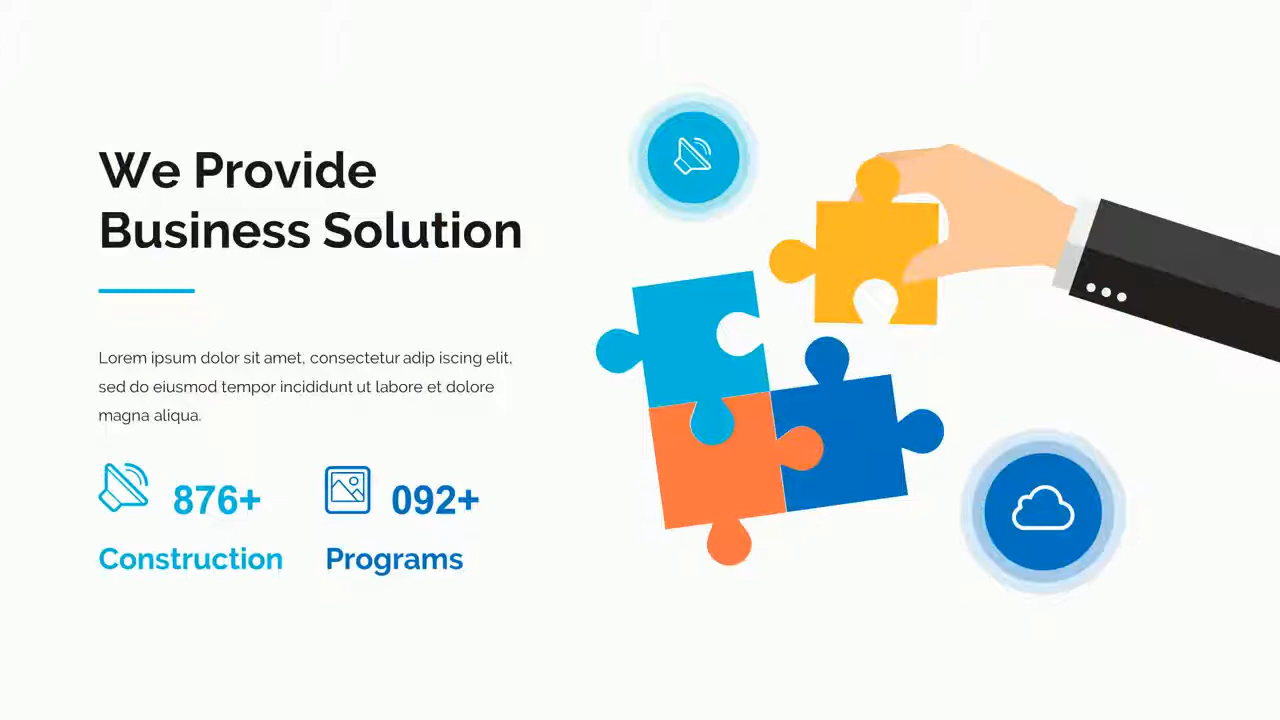 We Provide
Business Solution
Lorem ipsum dolor sit amet, consectetur adip iscing elit,
sed do eiusmod tempor incididunt ut labore et dolore
magna aliqua.
876+
Construction
092+
Programs